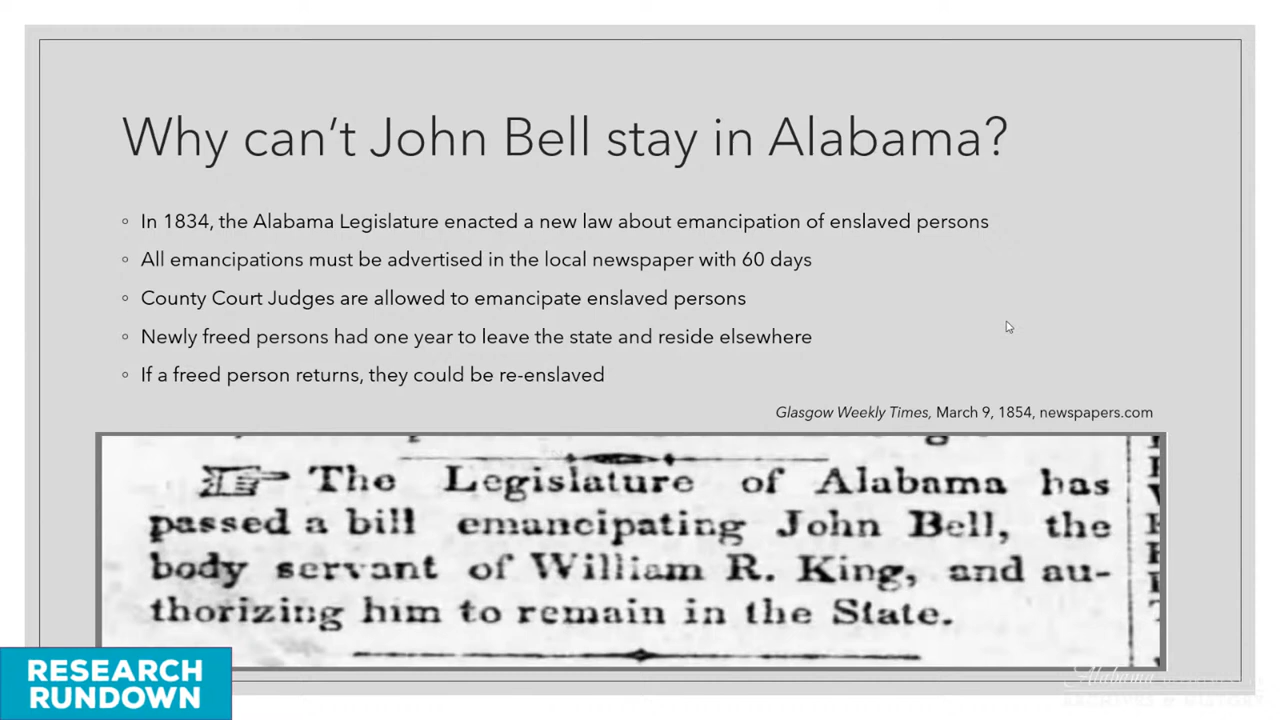 Why can't John Bell stay in Alabama?
◦ In 1834, the Alabama Legislature enacted a new law about emancipation of enslaved persons
◦ All emancipations must be advertised in the local newspaper with 60 days
◦ County Court Judges are allowed to emancipate enslaved persons
◦ Newly freed persons had one year to leave the state and reside elsewhere
◦ If a freed person returns, they could be re-enslaved
Glasgow Weekly Times, March 9, 1854, newspapers.com
☞ The Legislature of Alabama has
passed a bill emancipating John Bell, the
body servant of William R. King, and au-
thorizing him to remain in the State.
RESEARCH
RUNDOWN
Alabama DEPARTMENT of
ARCHIVES & HISTORY